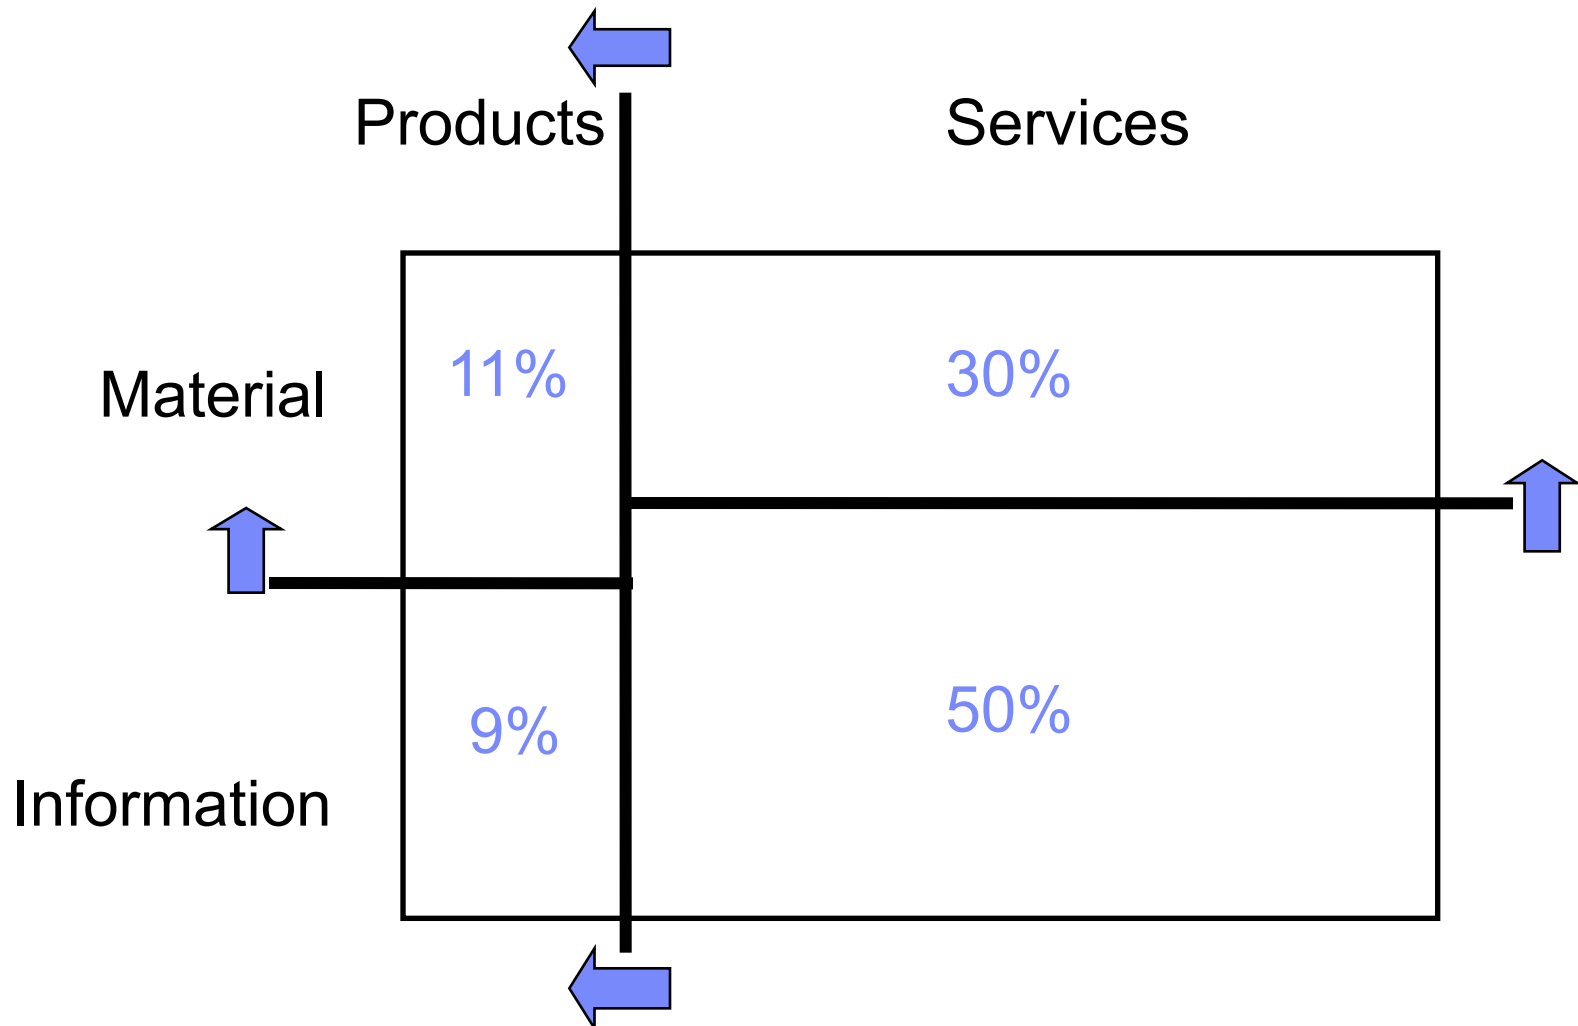 Products Services
Material 11% 30%
9% 50%
Information